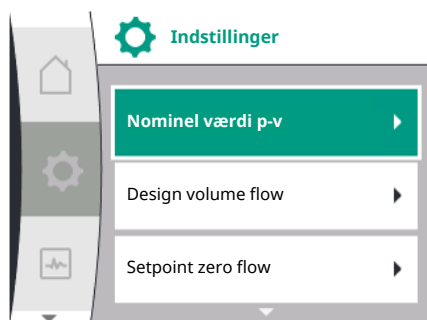 Indstillinger
Nominel værdi p-v
Design volume flow
Setpoint zero flow